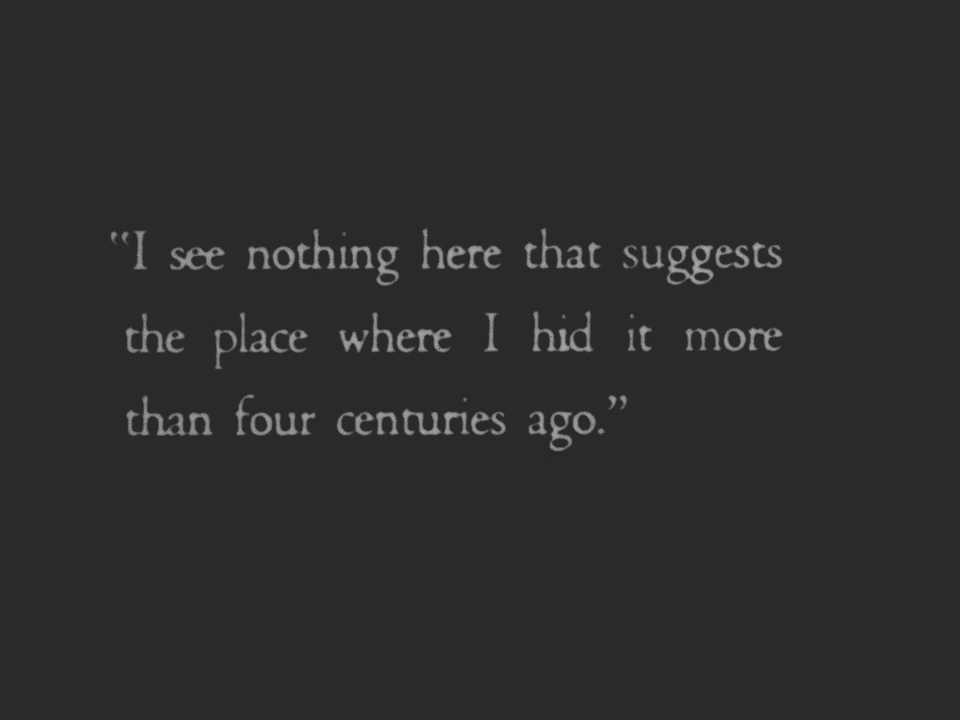 “I see nothing here that suggests
the place where I hid it more
than four centuries ago.”